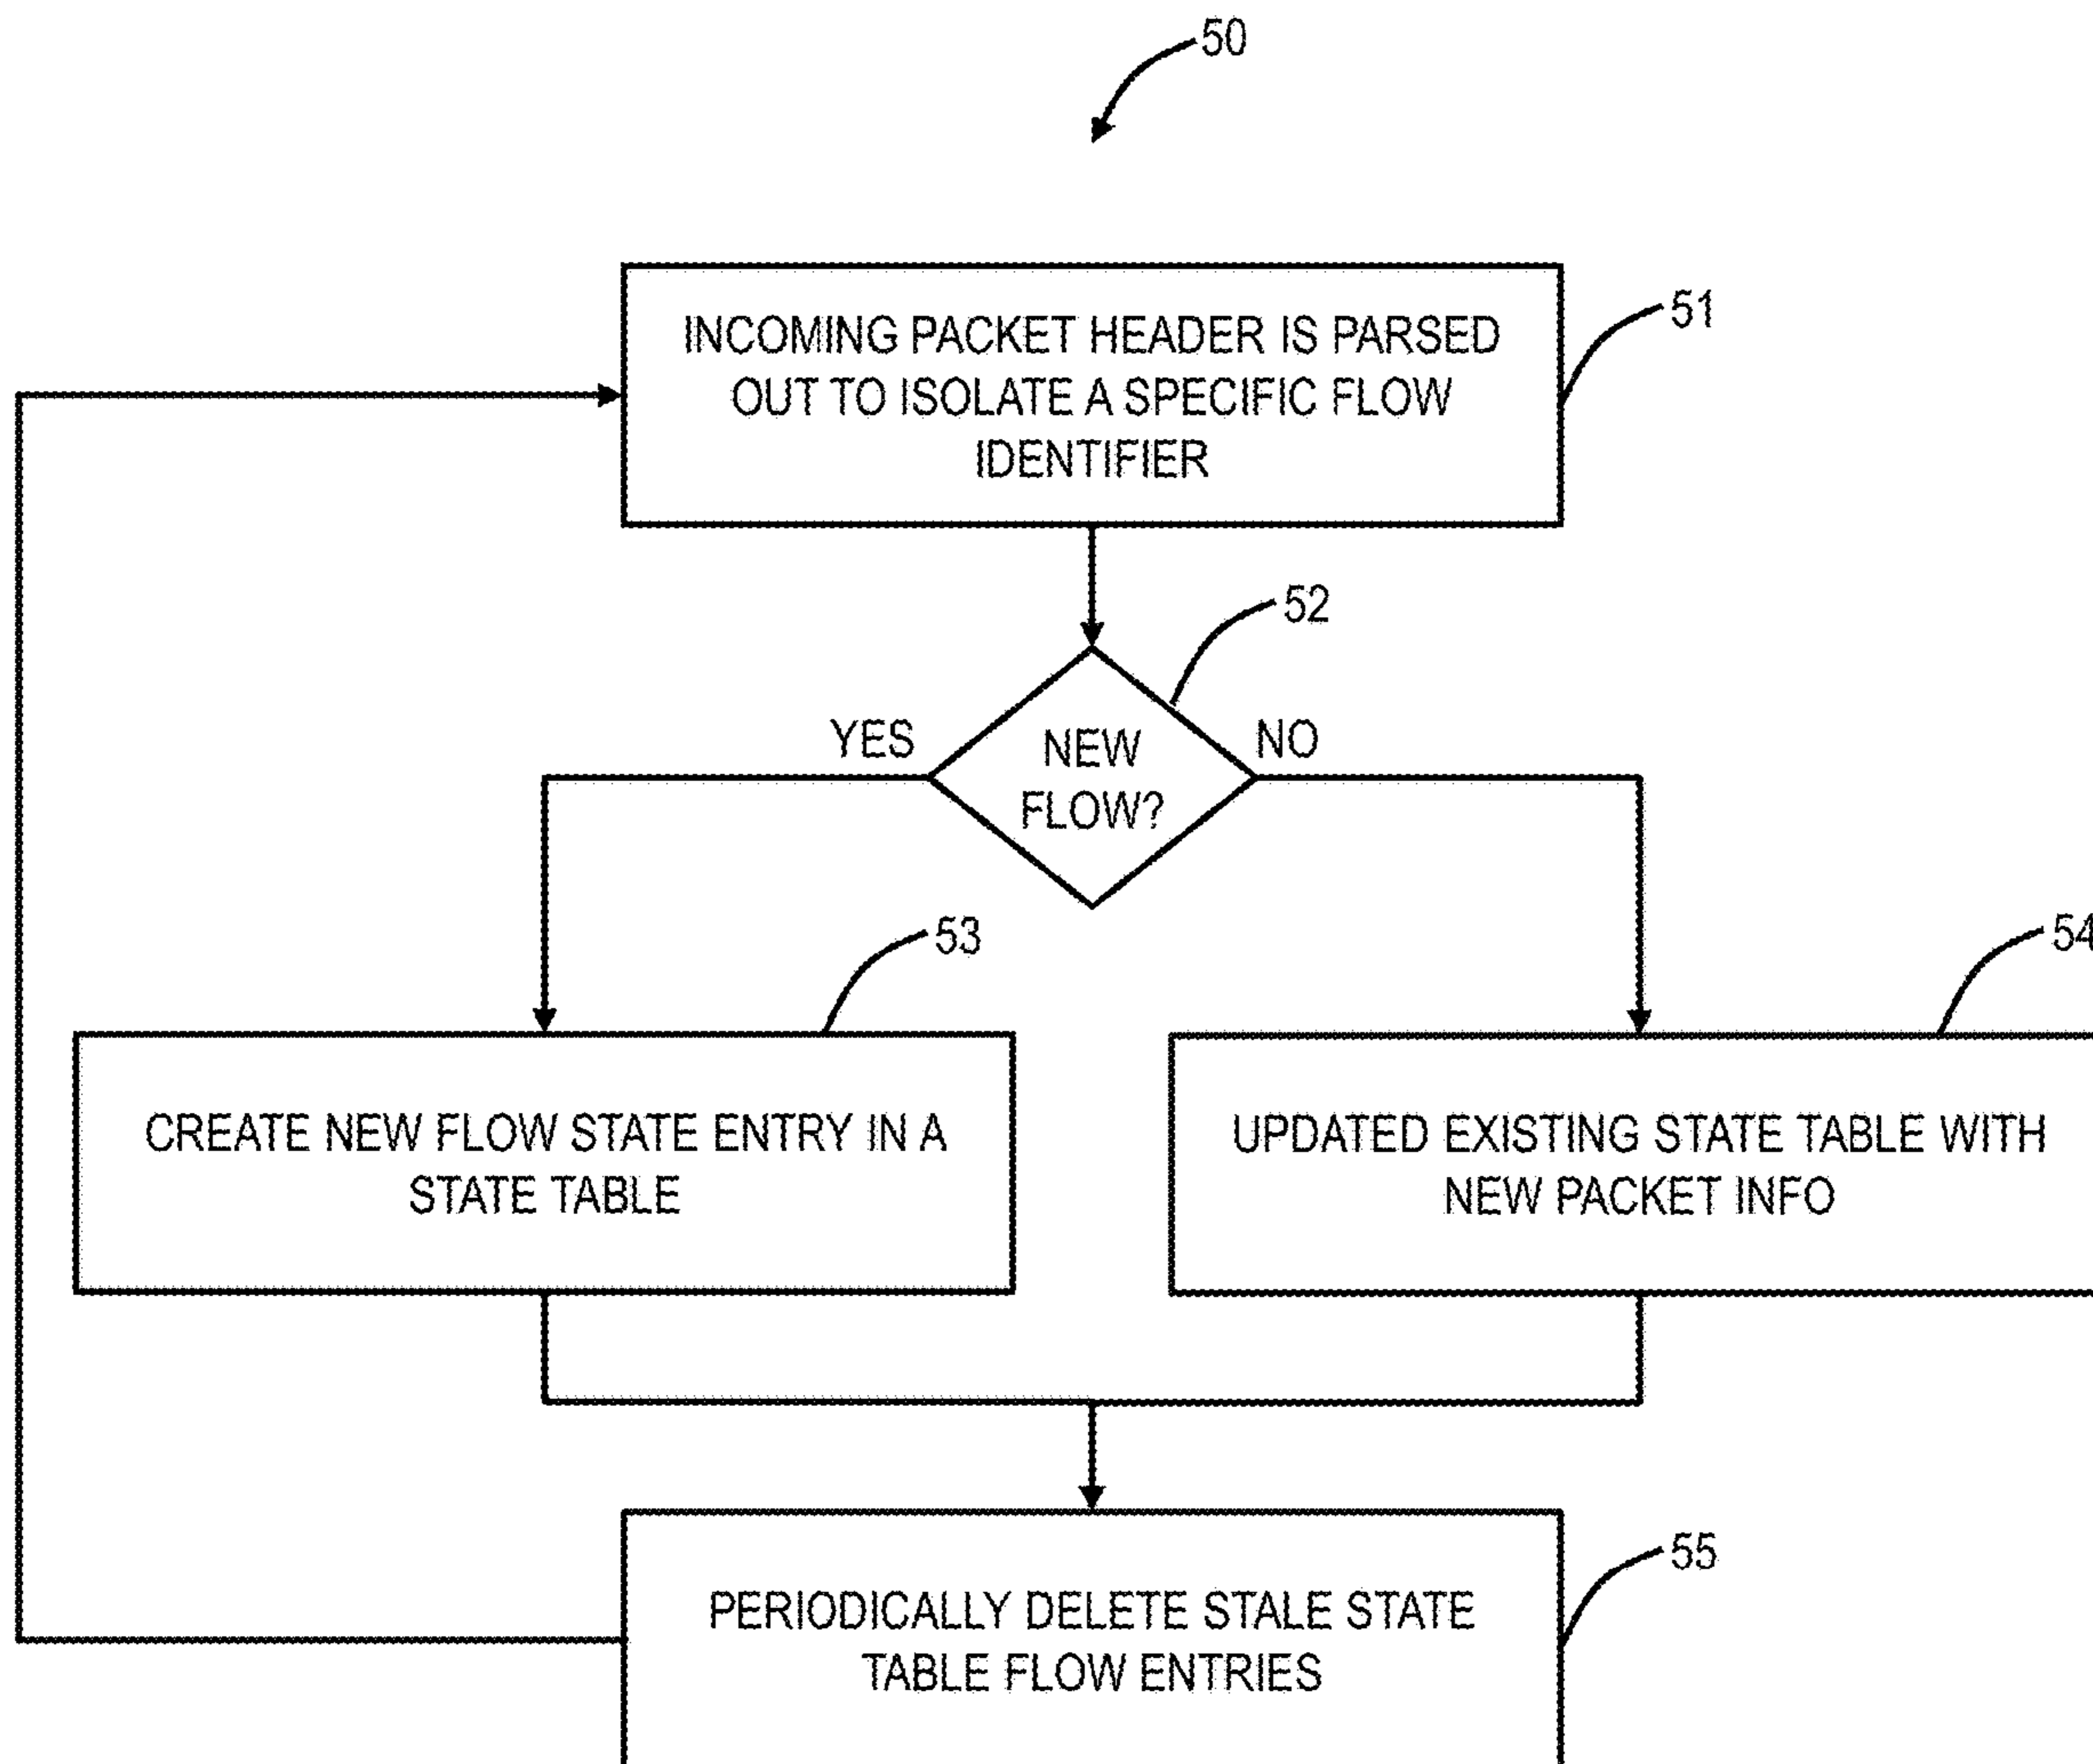 50
INCOMING PACKET HEADER IS PARSED
OUT TO ISOLATE A SPECIFIC FLOW
IDENTIFIER
51
52
YES
NEW
FLOW?
NO
53
54
CREATE NEW FLOW STATE ENTRY IN A
STATE TABLE
UPDATED EXISTING STATE TABLE WITH
NEW PACKET INFO
PERIODICALLY DELETE STALE STATE
TABLE FLOW ENTRIES
55